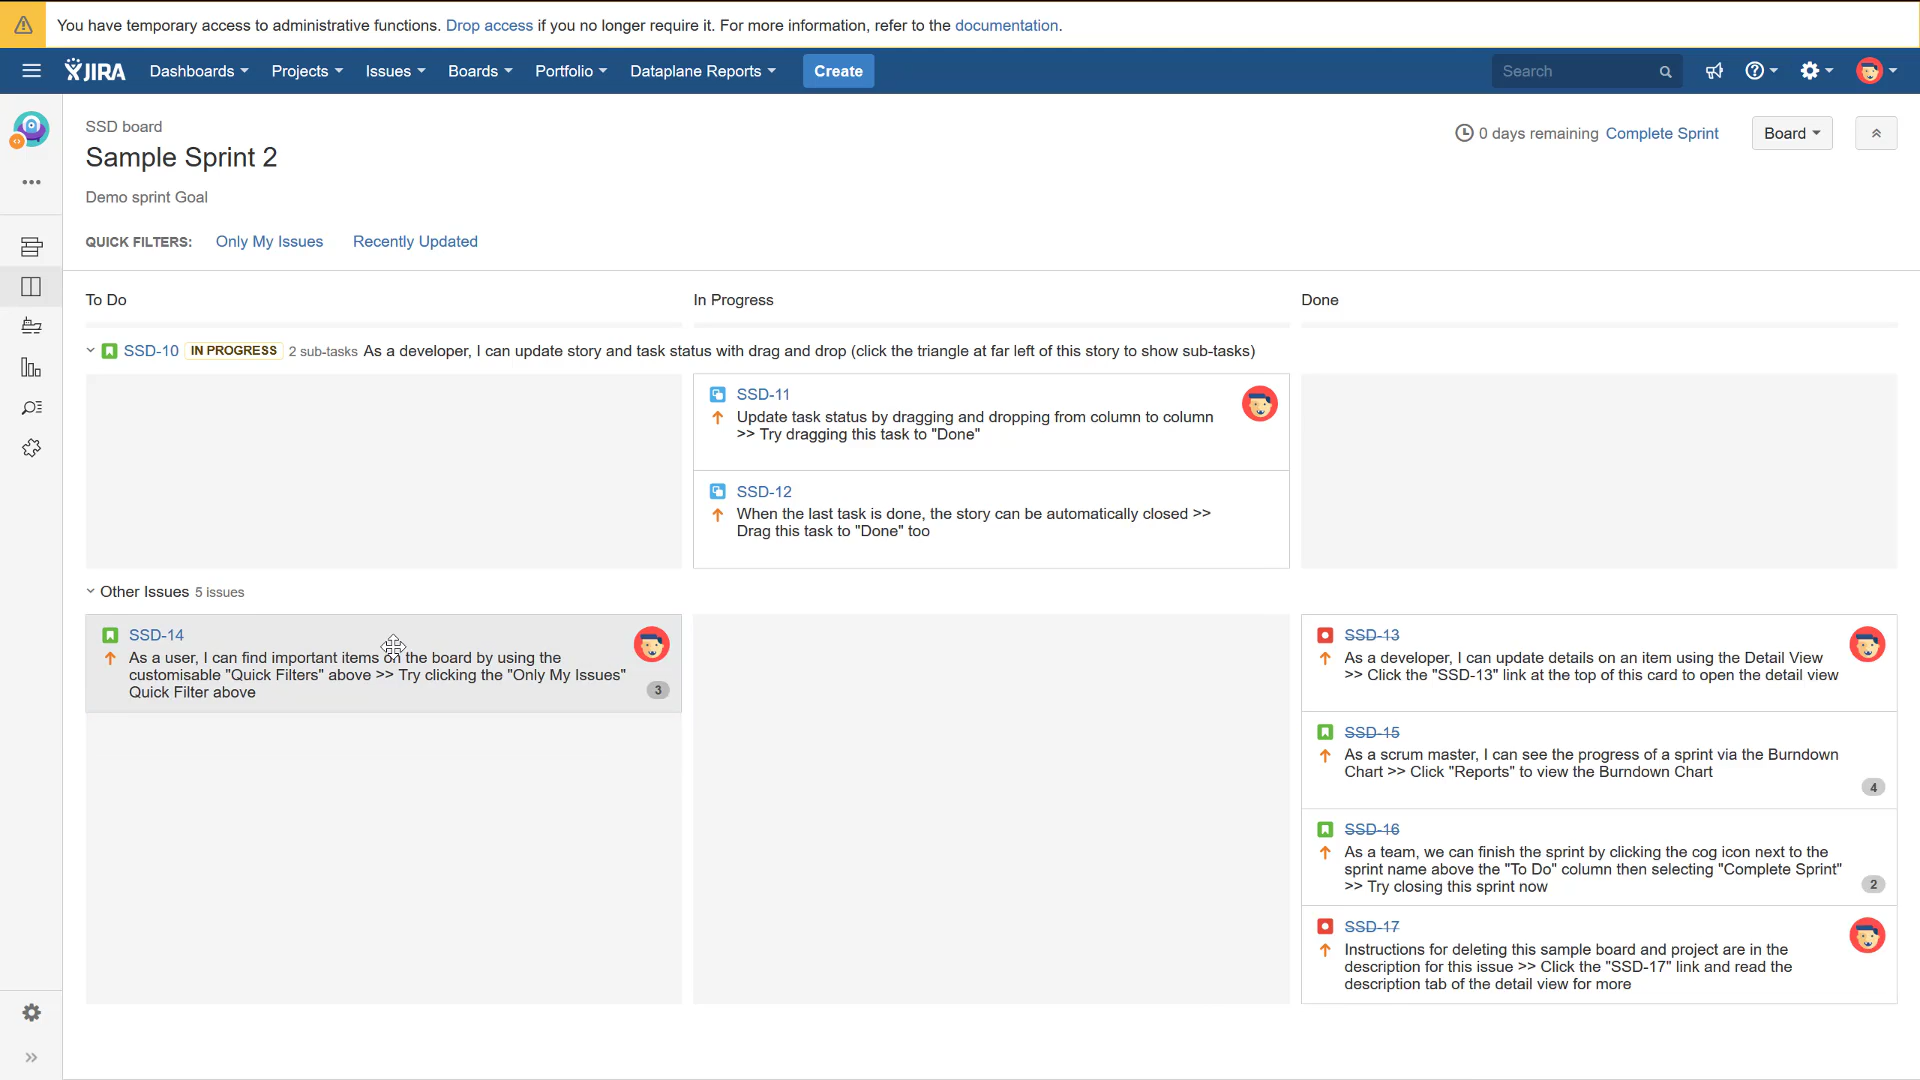 You have temporary access to administrative functions. Drop access if you no longer require it. For more information, refer to the documentation.
JIRA Dashboards Projects Issues Boards Portfolio Dataplane Reports Create Search
SSD board
0 days remaining Complete Sprint Board
Sample Sprint 2
Demo sprint Goal
QUICK FILTERS: Only My Issues Recently Updated
To Do In Progress Done
SSD-10 IN PROGRESS 2 sub-tasks As a developer, I can update story and task status with drag and drop (click the triangle at far left of this story to show sub-tasks)
SSD-11
Update task status by dragging and dropping from column to column
>> Try dragging this task to "Done"
SSD-12
When the last task is done, the story can be automatically closed >>
Drag this task to "Done" too
Other Issues 5 issues
SSD-14
As a user, I can find important items on the board by using the
customisable "Quick Filters" above >> Try clicking the "Only My Issues"
Quick Filter above
3
SSD-13
As a developer, I can update details on an item using the Detail View
>> Click the "SSD-13" link at the top of this card to open the detail view
SSD-15
As a scrum master, I can see the progress of a sprint via the Burndown
Chart >> Click "Reports" to view the Burndown Chart
4
SSD-16
As a team, we can finish the sprint by clicking the cog icon next to the
sprint name above the "To Do" column then selecting "Complete Sprint"
>> Try closing this sprint now
2
SSD-17
Instructions for deleting this sample board and project are in the
description for this issue >> Click the "SSD-17" link and read the
description tab of the detail view for more